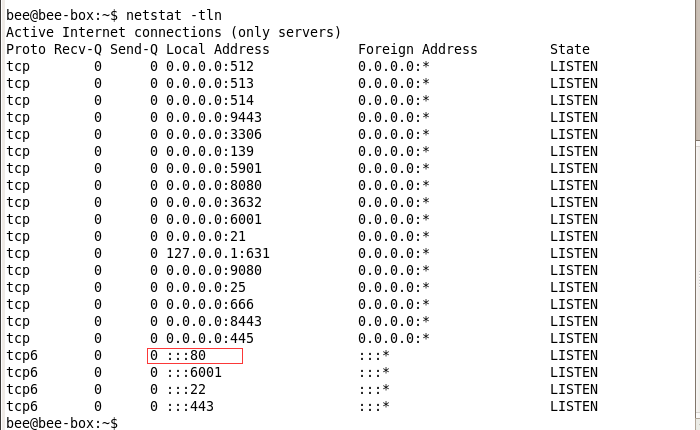 bee@bee-box:~$ netstat -tln
Active Internet connections (only servers)
Proto Recv-Q Send-Q Local Address           Foreign Address         State
tcp        0      0 0.0.0.0:512             0.0.0.0:*               LISTEN
tcp        0      0 0.0.0.0:513             0.0.0.0:*               LISTEN
tcp        0      0 0.0.0.0:514             0.0.0.0:*               LISTEN
tcp        0      0 0.0.0.0:9443            0.0.0.0:*               LISTEN
tcp        0      0 0.0.0.0:3306            0.0.0.0:*               LISTEN
tcp        0      0 0.0.0.0:139             0.0.0.0:*               LISTEN
tcp        0      0 0.0.0.0:5901            0.0.0.0:*               LISTEN
tcp        0      0 0.0.0.0:8080            0.0.0.0:*               LISTEN
tcp        0      0 0.0.0.0:3632            0.0.0.0:*               LISTEN
tcp        0      0 0.0.0.0:6001            0.0.0.0:*               LISTEN
tcp        0      0 0.0.0.0:21              0.0.0.0:*               LISTEN
tcp        0      0 127.0.0.1:631           0.0.0.0:*               LISTEN
tcp        0      0 0.0.0.0:9080            0.0.0.0:*               LISTEN
tcp        0      0 0.0.0.0:25              0.0.0.0:*               LISTEN
tcp        0      0 0.0.0.0:666             0.0.0.0:*               LISTEN
tcp        0      0 0.0.0.0:8443            0.0.0.0:*               LISTEN
tcp        0      0 0.0.0.0:445             0.0.0.0:*               LISTEN
tcp6       0      0 :::80                   :::*                    LISTEN
tcp6       0      0 :::6001                 :::*                    LISTEN
tcp6       0      0 :::22                   :::*                    LISTEN
tcp6       0      0 :::443                  :::*                    LISTEN
bee@bee-box:~$